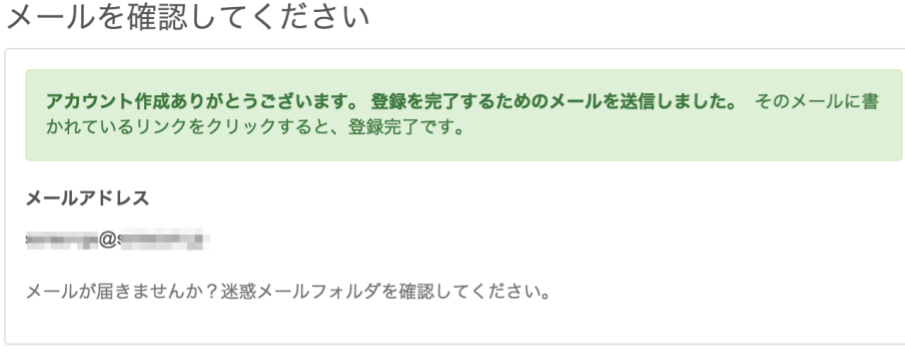 メールを確認してください
アカウント作成ありがとうございます。 登録を完了するためのメールを送信しました。 そのメールに書
かれているリンクをクリックすると、登録完了です。
メールアドレス
@
メールが届きませんか？迷惑メールフォルダを確認してください。